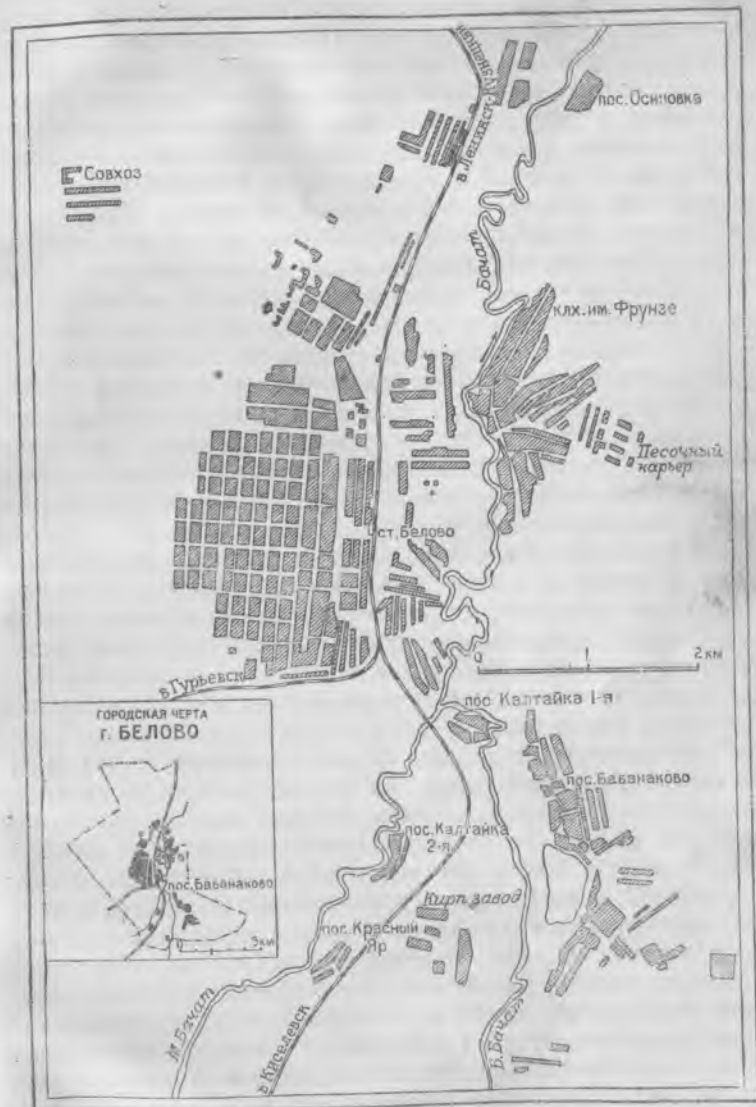 в Ленинск-Кузнецкий
пос. Осиновка
Совхоз
Бачат
клх. им. Фрунзе
Песочный
карьер
ст. Белово
в Гурьевск
0 1 2 км
ГОРОДСКАЯ ЧЕРТА
г. БЕЛОВО
пос. Бабанаково
0 3км
пос. Калтайка 1-я
пос. Бабанаково
пос. Калтайка
2-я
Кирп. завод
пос. Красный
Яр
М. Бачат
в Киселевск
Б. Бачат